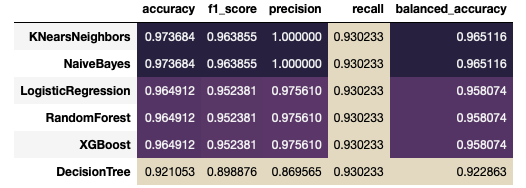 accuracy f1_score precision recall balanced_accuracy
KNearsNeighbors 0.973684 0.963855 1.000000 0.930233 0.965116
NaiveBayes 0.973684 0.963855 1.000000 0.930233 0.965116
LogisticRegression 0.964912 0.952381 0.975610 0.930233 0.958074
RandomForest 0.964912 0.952381 0.975610 0.930233 0.958074
XGBoost 0.964912 0.952381 0.975610 0.930233 0.958074
DecisionTree 0.921053 0.898876 0.869565 0.930233 0.922863